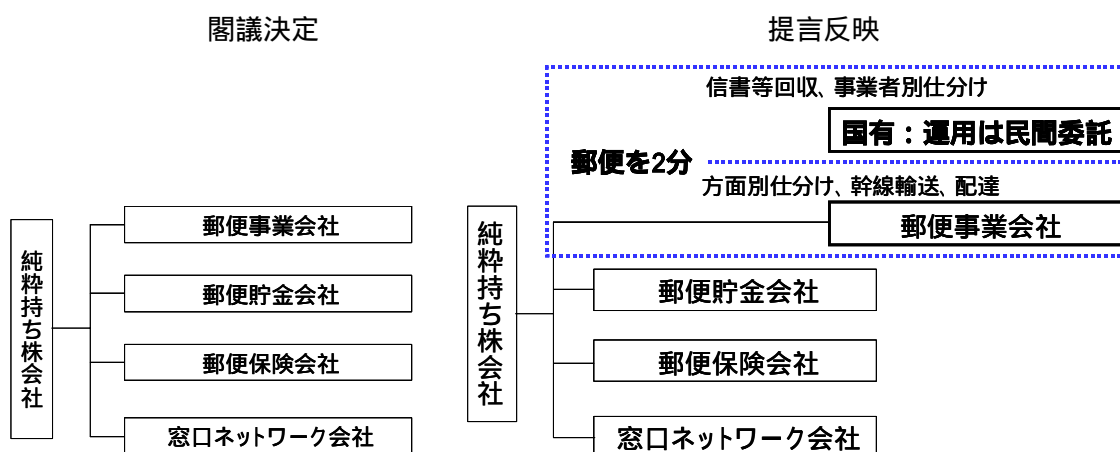 閣議決定
純粋持ち株会社
郵便事業会社
郵便貯金会社
郵便保険会社
窓口ネットワーク会社
提言反映
信書等回収、事業者別仕分け
国有：運用は民間委託
郵便を2分
方面別仕分け、幹線輸送、配達
純粋持ち株会社
郵便事業会社
郵便貯金会社
郵便保険会社
窓口ネットワーク会社